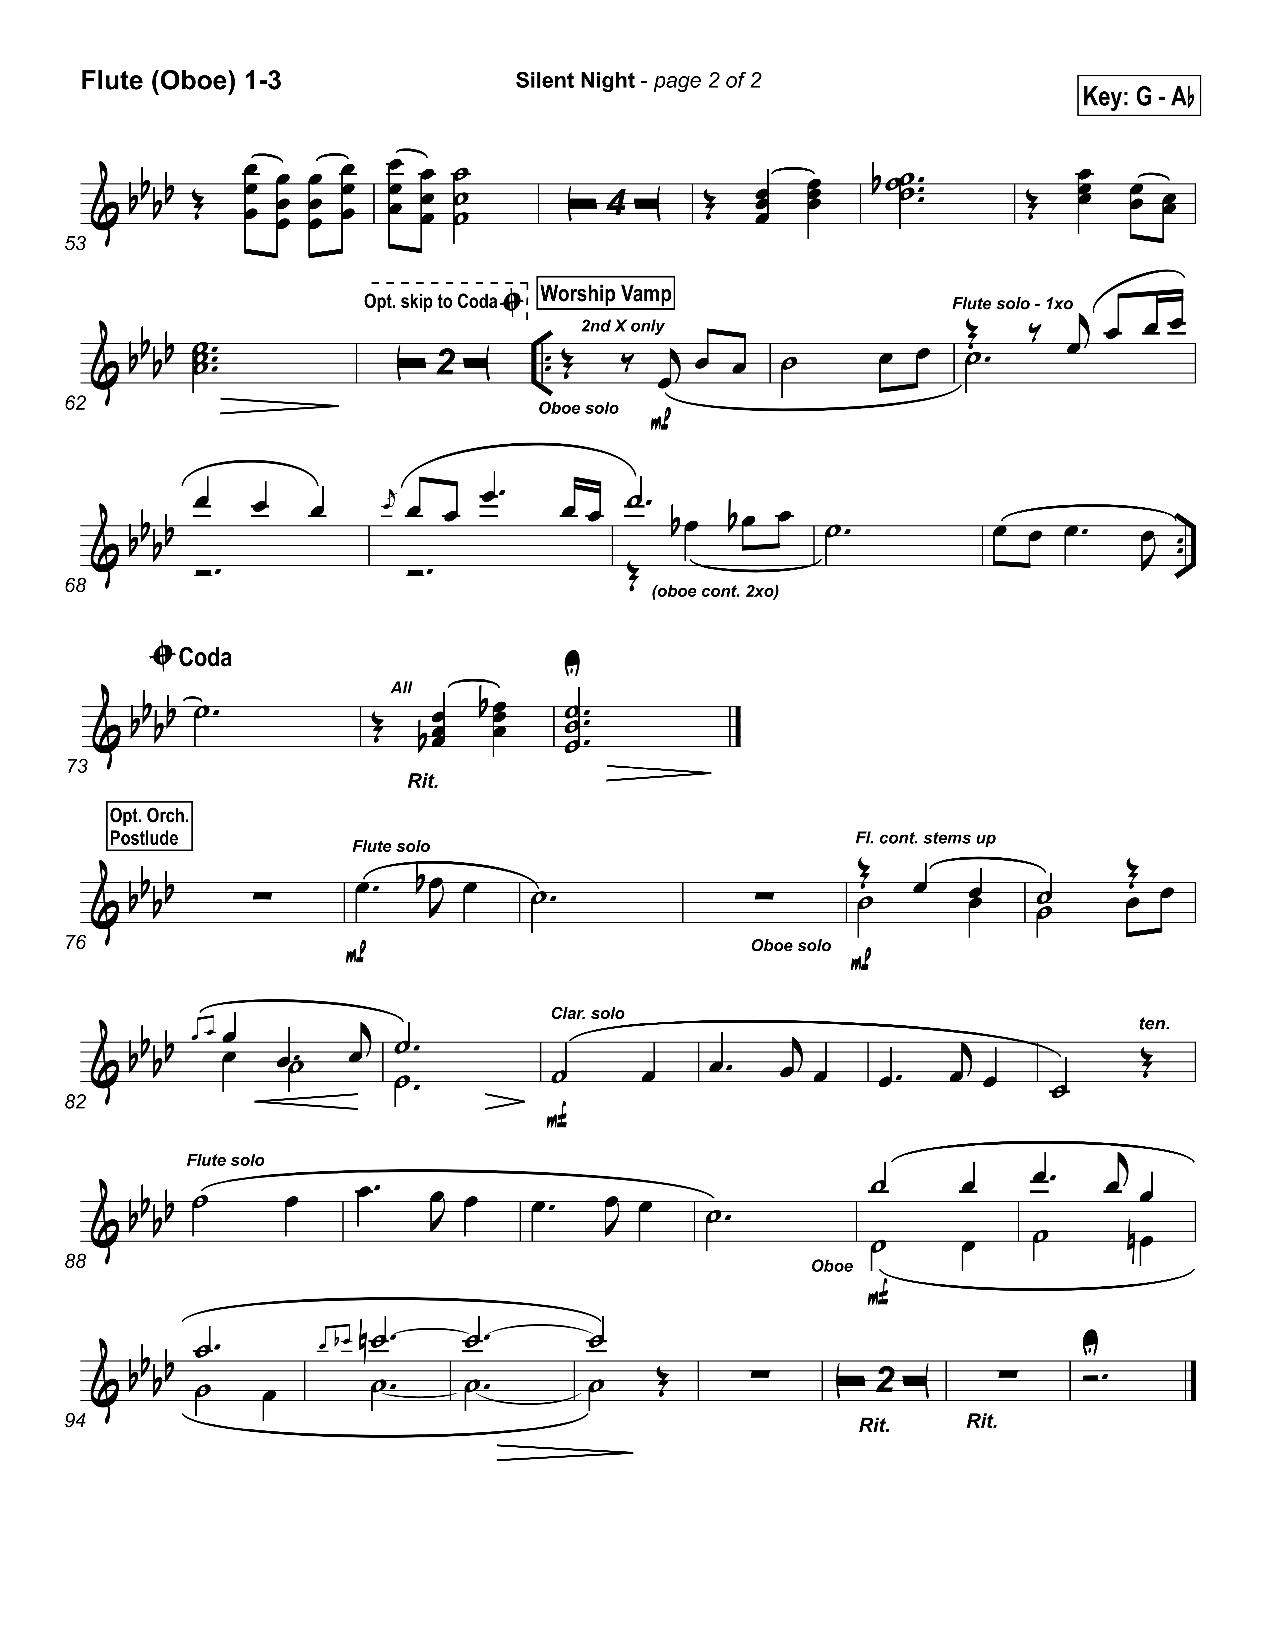 Flute (Oboe) 1-3
Silent Night - page 2 of 2
Key: G - A♭
4
53
Opt. skip to Coda
Worship Vamp
2nd X only
Flute solo - 1xo
2
62
Oboe solo
mf
68
(oboe cont. 2xo)
Coda
All
73
Rit.
Opt. Orch.
Postlude
Flute solo
Fl. cont. stems up
76
mf
Oboe solo
mf
Clar. solo
ten.
82
mf
Flute solo
88
Oboe
mf
2
94
Rit.
Rit.